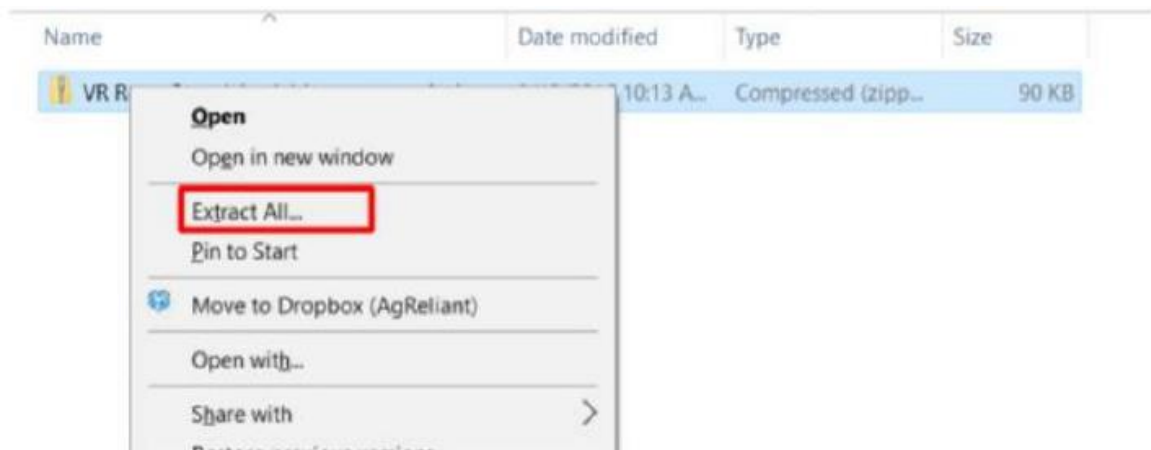 Name Date modified Type Size
VR R 10:13 A... Compressed (zipp... 90 KB
Open
Open in new window
Extract All...
Pin to Start
Move to Dropbox (AgReliant)
Open with...
Share with